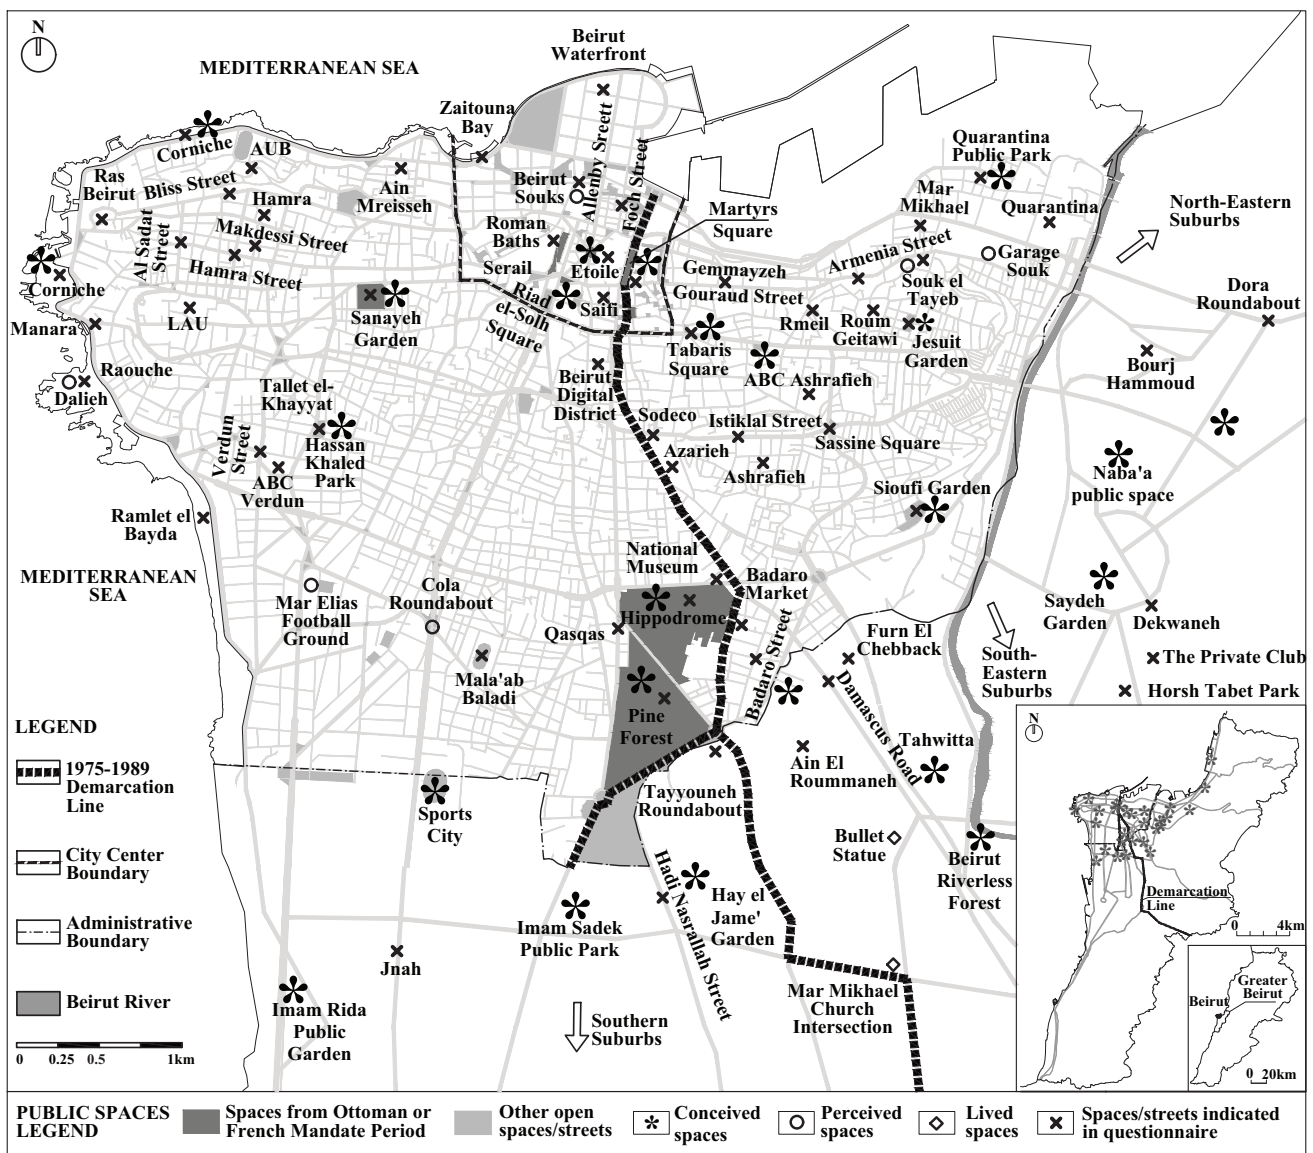 N
MEDITERRANEAN SEA
Beirut
Waterfront
Zaitouna
Bay
Corniche
AUB
Ras
Beirut
Bliss Street
Hamra
Ain
Mreisseh
Al Sadat
Street
Makdessi Street
Hamra Street
Corniche
Manara
LAU
Sanayeh
Garden
Raouche
Dalieh
Tallet el-
Khayyat
Hassan
Khaled
Park
Verdun
Street
ABC
Verdun
Ramlet el
Bayda
MEDITERRANEAN
SEA
Beirut
Souks
Allenby Sreett
Foch Street
Roman
Baths
Serail
Etoile
Riad
el-Solh
Square
Saifi
Martyrs
Square
Gemmayzeh
Gouraud Street
Tabaris
Square
Beirut
Digital
District
Sodeco
Azarieh
ABC Ashrafieh
Istiklal Street
Sassine Square
Ashrafieh
Sioufi Garden
Rmeil
Roum
Geitawi
Jesuit
Garden
Armenia Street
Souk el
Tayeb
Garage
Souk
Mar
Mikhael
Quarantina
Public Park
Quarantina
North-Eastern
Suburbs
Dora
Roundabout
Bourj
Hammoud
Naba'a
public space
Saydeh
Garden
Dekwaneh
The Private Club
Horsh Tabet Park
South-
Eastern
Suburbs
National
Museum
Badaro
Market
Hippodrome
Qasqas
Badaro Street
Furn El
Chebback
Damascus Road
Pine
Forest
Ain El
Roummaneh
Tahwitta
Tayyouneh
Roundabout
Mar Elias
Football
Ground
Cola
Roundabout
Mala'ab
Baladi
Sports
City
Bullet
Statue
Beirut
Riverless
Forest
Hadi Nasrallah Street
Hay el
Jame'
Garden
Imam Sadek
Public Park
Mar Mikhael
Church
Intersection
Jnah
Imam Rida
Public
Garden
Southern
Suburbs
LEGEND
1975-1989
Demarcation
Line
City Center
Boundary
Administrative
Boundary
Beirut River
0 0.25 0.5 1km
N
Demarcation
Line
0 4km
Greater
Beirut
Beirut
0 20km
PUBLIC SPACES
LEGEND
Spaces from Ottoman or
French Mandate Period
Other open
spaces/streets
Conceived
spaces
Perceived
spaces
Lived
spaces
Spaces/streets indicated
in questionnaire